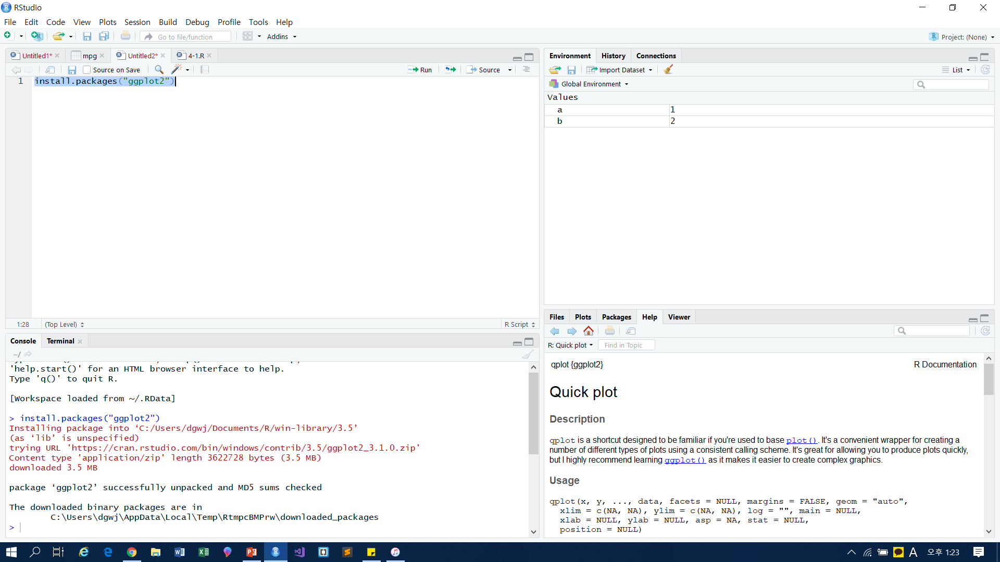 RStudio
File Edit Code View Plots Session Build Debug Profile Tools Help
Go to file/function Addins Project: (None)
Untitled1* mpg Untitled2* 4-1.R
Source on Save Run Source
1 install.packages("ggplot2")
1:28 (Top Level) R Script
Console Terminal
~/
'help.start()' for an HTML browser interface to help.
Type 'q()' to quit R.
[Workspace loaded from ~/.RData]
> install.packages("ggplot2")
Installing package into ‘C:/Users/dgwj/Documents/R/win-library/3.5’
(as ‘lib’ is unspecified)
trying URL 'https://cran.rstudio.com/bin/windows/contrib/3.5/ggplot2_3.1.0.zip'
Content type 'application/zip' length 3622728 bytes (3.5 MB)
downloaded 3.5 MB
package ‘ggplot2’ successfully unpacked and MD5 sums checked
The downloaded binary packages are in
C:\Users\dgwj\AppData\Local\Temp\RtmpcBMPrw\downloaded_packages
>
Environment History Connections
Import Dataset List
Global Environment
Values
a 1
b 2
Files Plots Packages Help Viewer
R: Quick plot Find in Topic
qplot {ggplot2} R Documentation
Quick plot
Description
qplot is a shortcut designed to be familiar if you're used to base plot(). It's a convenient wrapper for creating a
number of different types of plots using a consistent calling scheme. It's great for allowing you to produce plots quickly,
but I highly recommend learning ggplot() as it makes it easier to create complex graphics.
Usage
qplot(x, y, ..., data, facets = NULL, margins = FALSE, geom = "auto",
xlim = c(NA, NA), ylim = c(NA, NA), log = "", main = NULL,
xlab = NULL, ylab = NULL, asp = NA, stat = NULL,
position = NULL)
A 오후 1:23